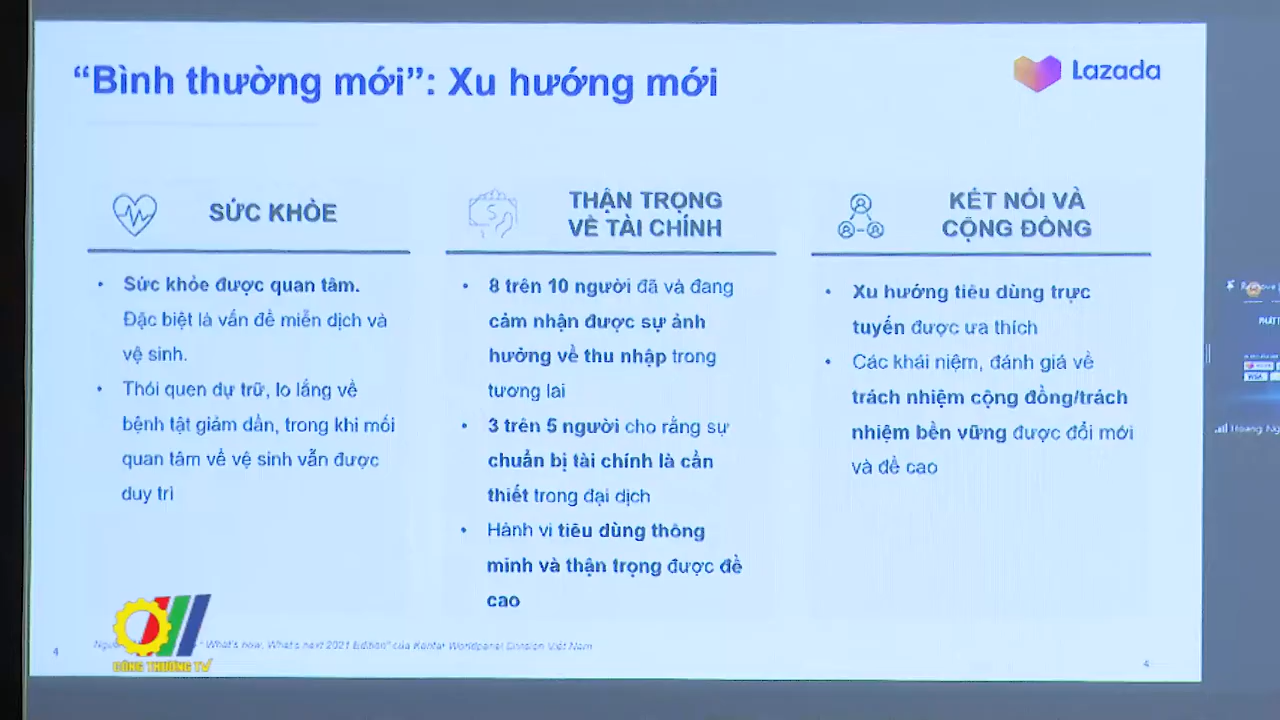 “Bình thường mới”: Xu hướng mới
Lazada
SỨC KHỎE
Sức khỏe được quan tâm.
Đặc biệt là vấn đề miễn dịch và
vệ sinh.
Thói quen dự trữ, lo lắng về
bệnh tật giảm dần, trong khi mối
quan tâm về vệ sinh vẫn được
duy trì
THẬN TRỌNG
VỀ TÀI CHÍNH
8 trên 10 người đã và đang
cảm nhận được sự ảnh
hưởng về thu nhập trong
tương lai
3 trên 5 người cho rằng sự
chuẩn bị tài chính là cần
thiết trong đại dịch
Hành vi tiêu dùng thông
minh và thận trọng được đề
cao
KẾT NỐI VÀ
CỘNG ĐỒNG
Xu hướng tiêu dùng trực
tuyến được ưa thích
Các khái niệm, đánh giá về
trách nhiệm cộng đồng/trách
nhiệm bền vững được đổi mới
và đề cao
"What's now, What's next 2021 Edition" của Kantar Worldpanel Division Việt Nam
4
4
CÔNG THƯƠNG TV
VISA